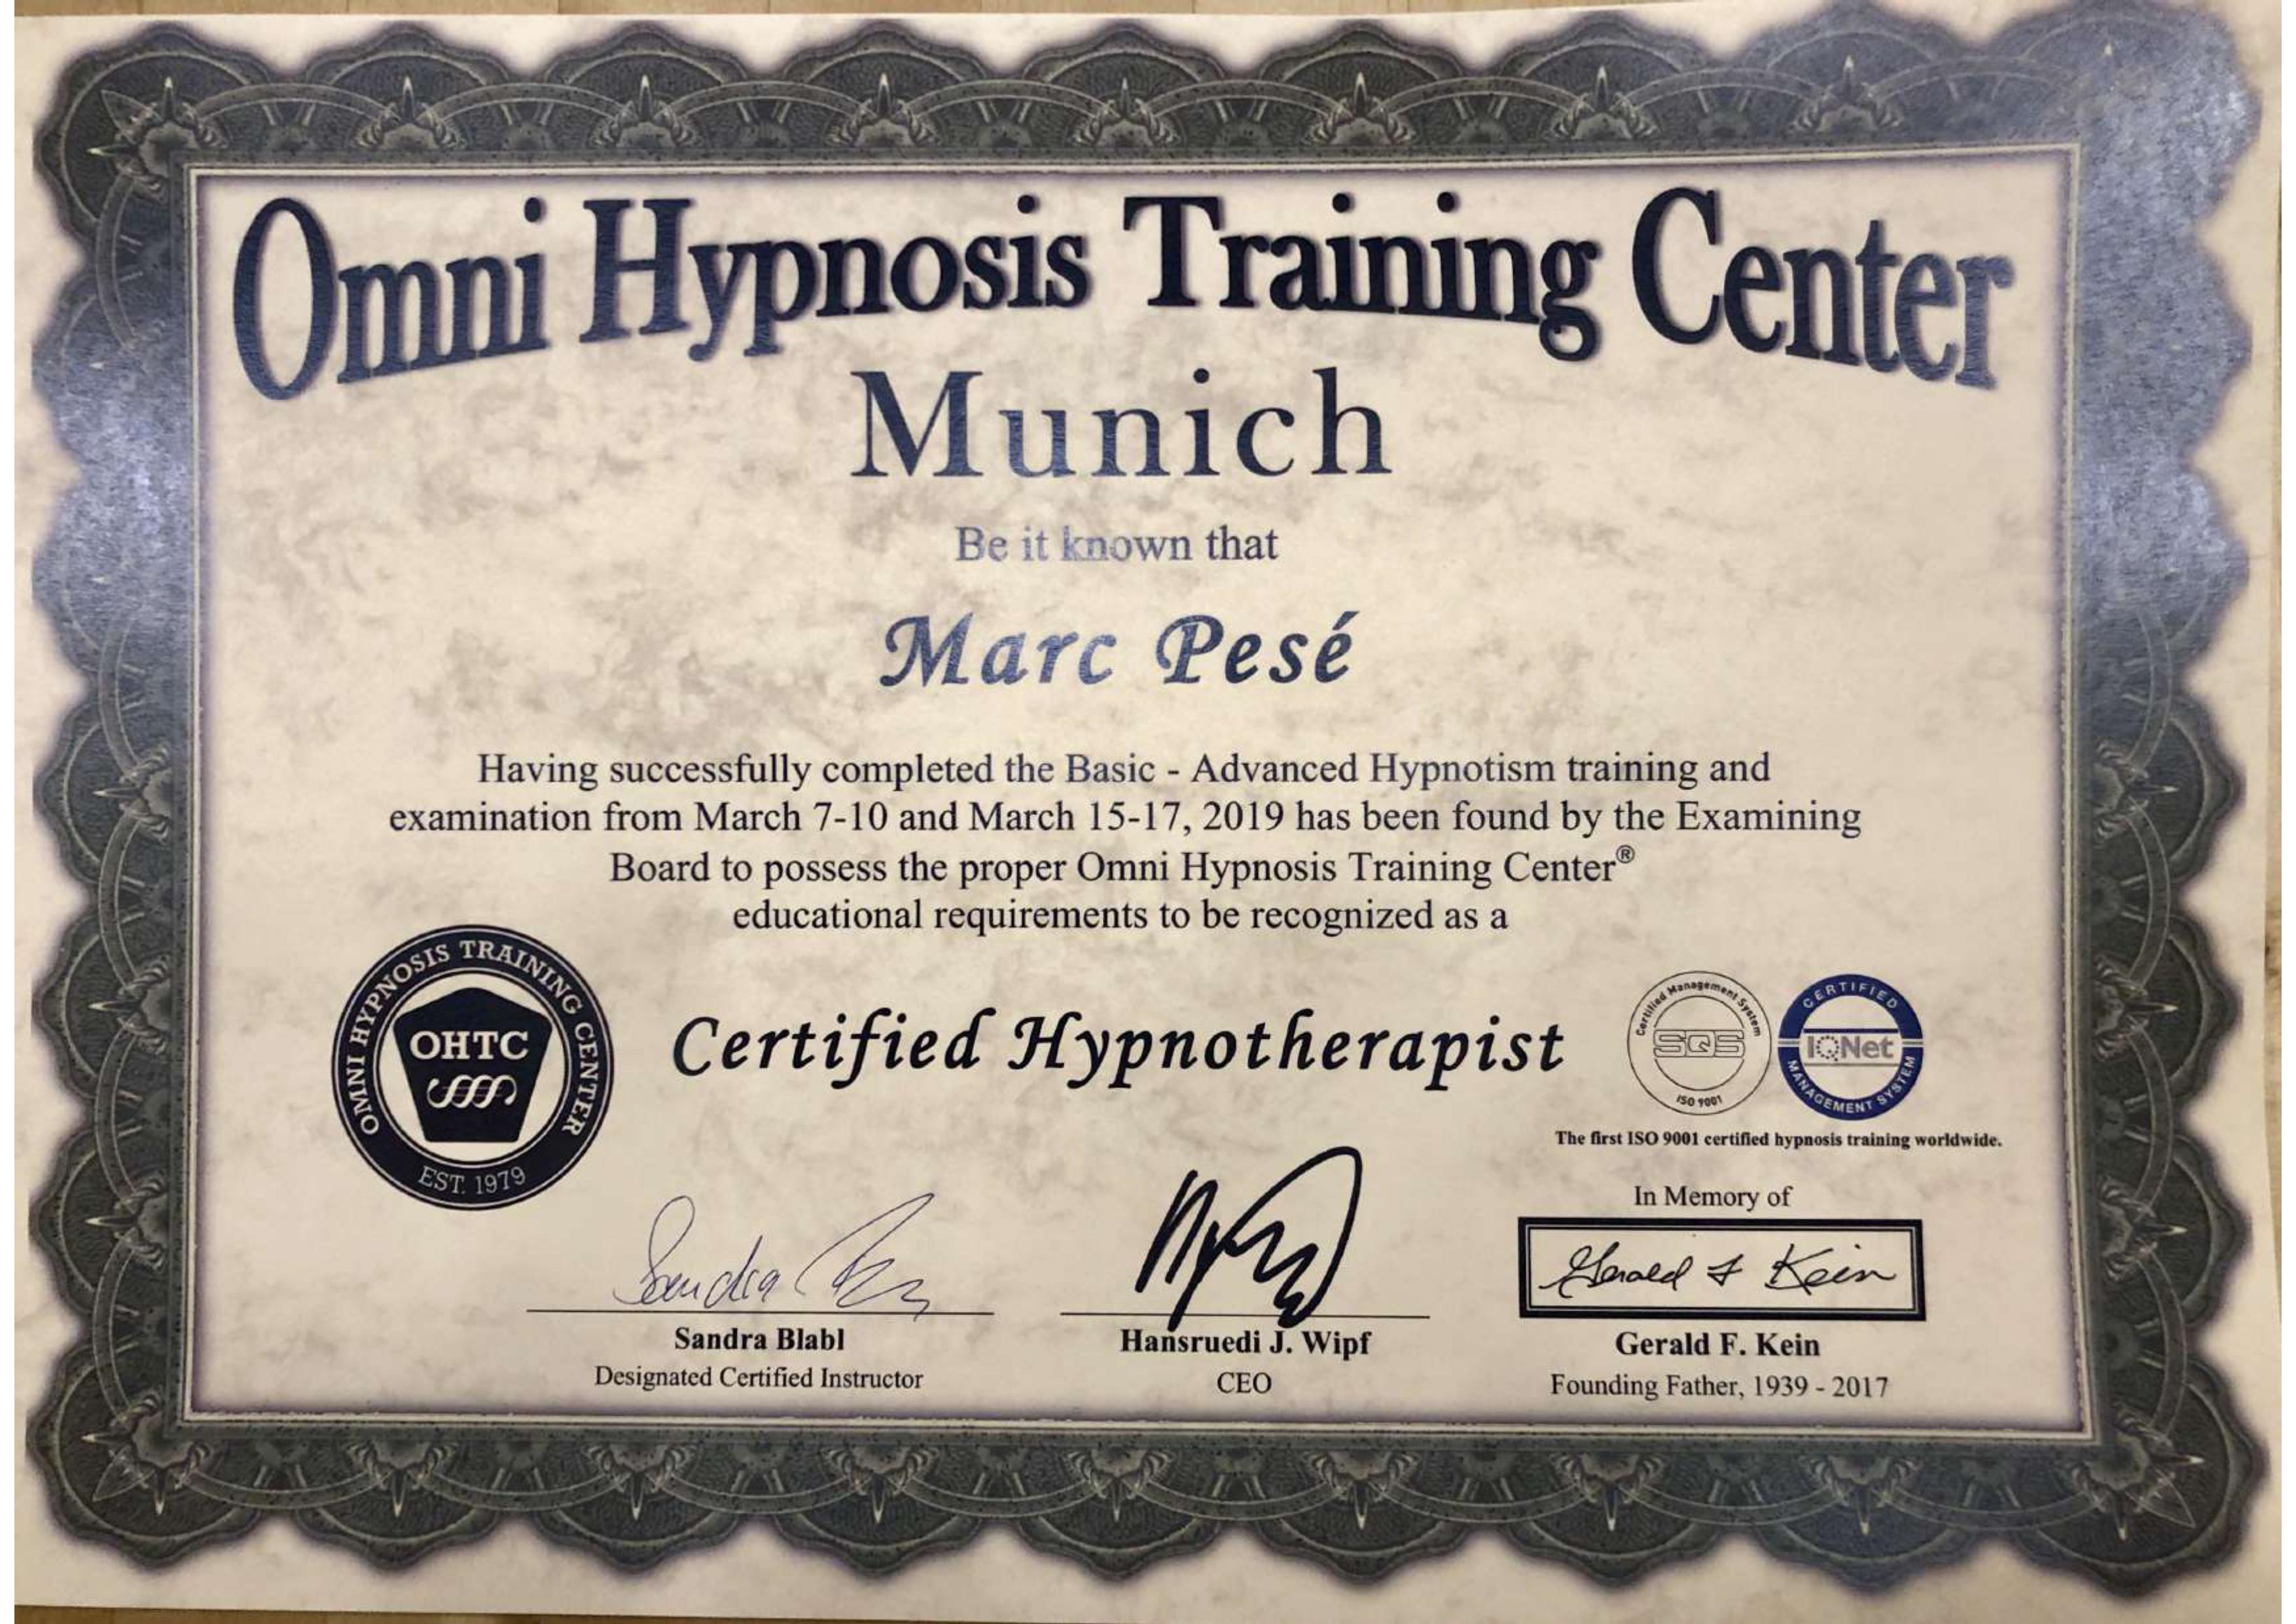 Omni Hypnosis Training Center
Munich
Be it known that
Marc Pesé
Having successfully completed the Basic - Advanced Hypnotism training and
examination from March 7-10 and March 15-17, 2019 has been found by the Examining
Board to possess the proper Omni Hypnosis Training Center®
educational requirements to be recognized as a
OMNI HYPNOSIS TRAINING CENTER
OHTC
EST. 1979
Certified Hypnotherapist
Certified Management System
SQS
ISO 9001
CERTIFIED
IQNet
MANAGEMENT SYSTEM
The first ISO 9001 certified hypnosis training worldwide.
In Memory of
Sandra
Gerald F Kein
Sandra Blabl
Designated Certified Instructor
Hansruedi J. Wipf
CEO
Gerald F. Kein
Founding Father, 1939 - 2017